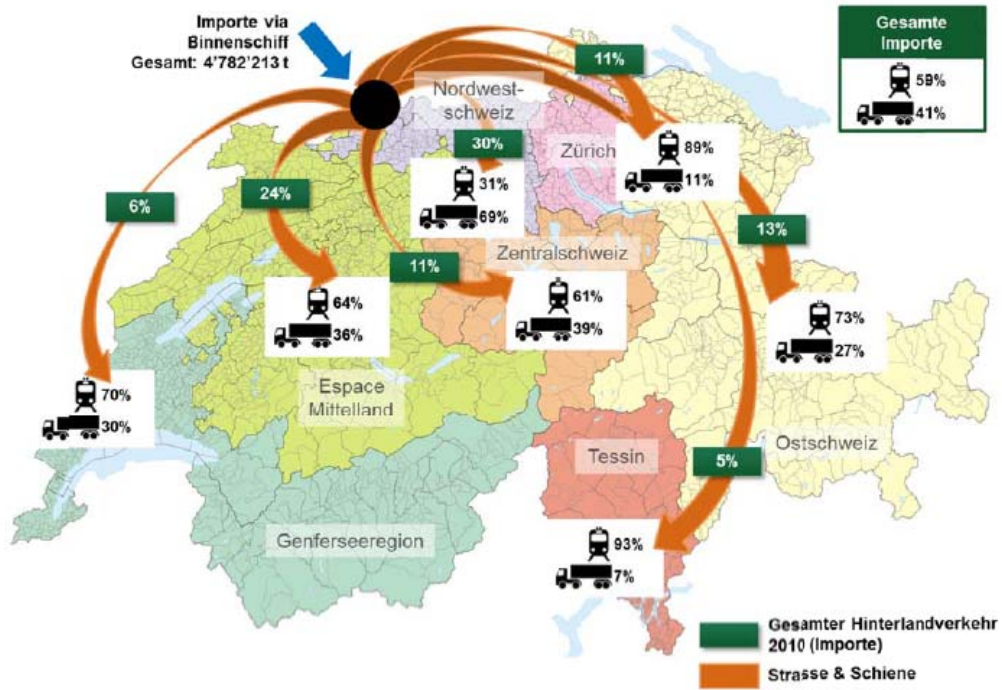 Importe via
Binnenschiff
Gesamt: 4'782'213 t
11%
Gesamte
Importe
59%
41%
Nordwest-
schweiz
30%
Zürich
89%
11%
31%
69%
6%
24%
13%
Zentralschweiz
11%
64%
36%
61%
39%
73%
27%
70%
30%
Espace
Mittelland
Tessin
5%
Ostschweiz
Genferseeregion
93%
7%
Gesamter Hinterlandverkehr
2010 (Importe)
Strasse & Schiene